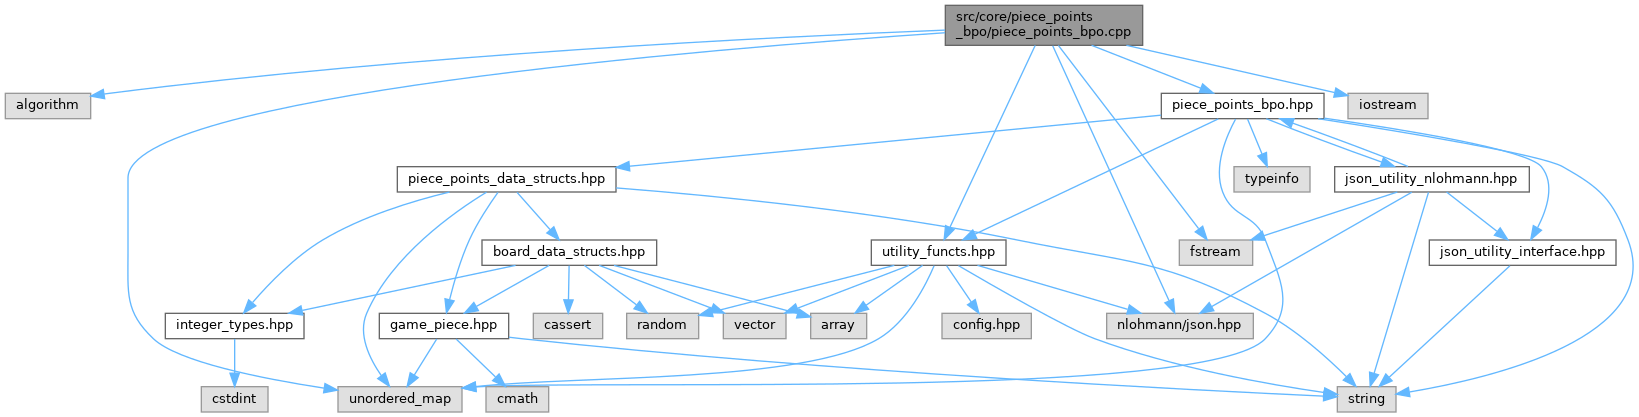 src/core/piece_points
_bpo/piece_points_bpo.cpp
algorithm
piece_points_bpo.hpp
iostream
piece_points_data_structs.hpp
typeinfo
json_utility_nlohmann.hpp
board_data_structs.hpp
utility_functs.hpp
fstream
json_utility_interface.hpp
integer_types.hpp
game_piece.hpp
cassert
random
vector
array
config.hpp
nlohmann/json.hpp
cstdint
unordered_map
cmath
string